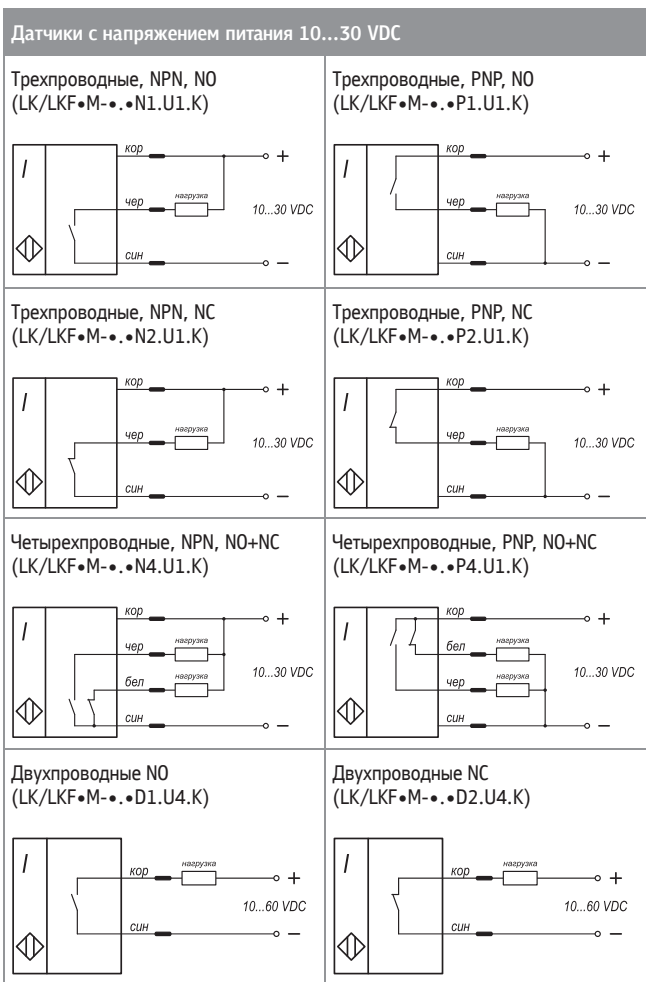 Датчики с напряжением питания 10...30 VDC
Трехпроводные, NPN, NO
(LK/LKF•M-•.•N1.U1.K)
I
кор
+
чер
нагрузка
10...30 VDC
син
−
Трехпроводные, PNP, NO
(LK/LKF•M-•.•P1.U1.K)
I
кор
+
чер
нагрузка
10...30 VDC
син
−
Трехпроводные, NPN, NC
(LK/LKF•M-•.•N2.U1.K)
I
кор
+
чер
нагрузка
10...30 VDC
син
−
Трехпроводные, PNP, NC
(LK/LKF•M-•.•P2.U1.K)
I
кор
+
чер
нагрузка
10...30 VDC
син
−
Четырехпроводные, NPN, NO+NC
(LK/LKF•M-•.•N4.U1.K)
I
кор
+
чер
нагрузка
10...30 VDC
бел
нагрузка
син
−
Четырехпроводные, PNP, NO+NC
(LK/LKF•M-•.•P4.U1.K)
I
кор
+
бел
нагрузка
10...30 VDC
чер
нагрузка
син
−
Двухпроводные NO
(LK/LKF•M-•.•D1.U4.K)
I
кор
нагрузка
+
10...60 VDC
син
−
Двухпроводные NC
(LK/LKF•M-•.•D2.U4.K)
I
кор
нагрузка
+
10...60 VDC
син
−